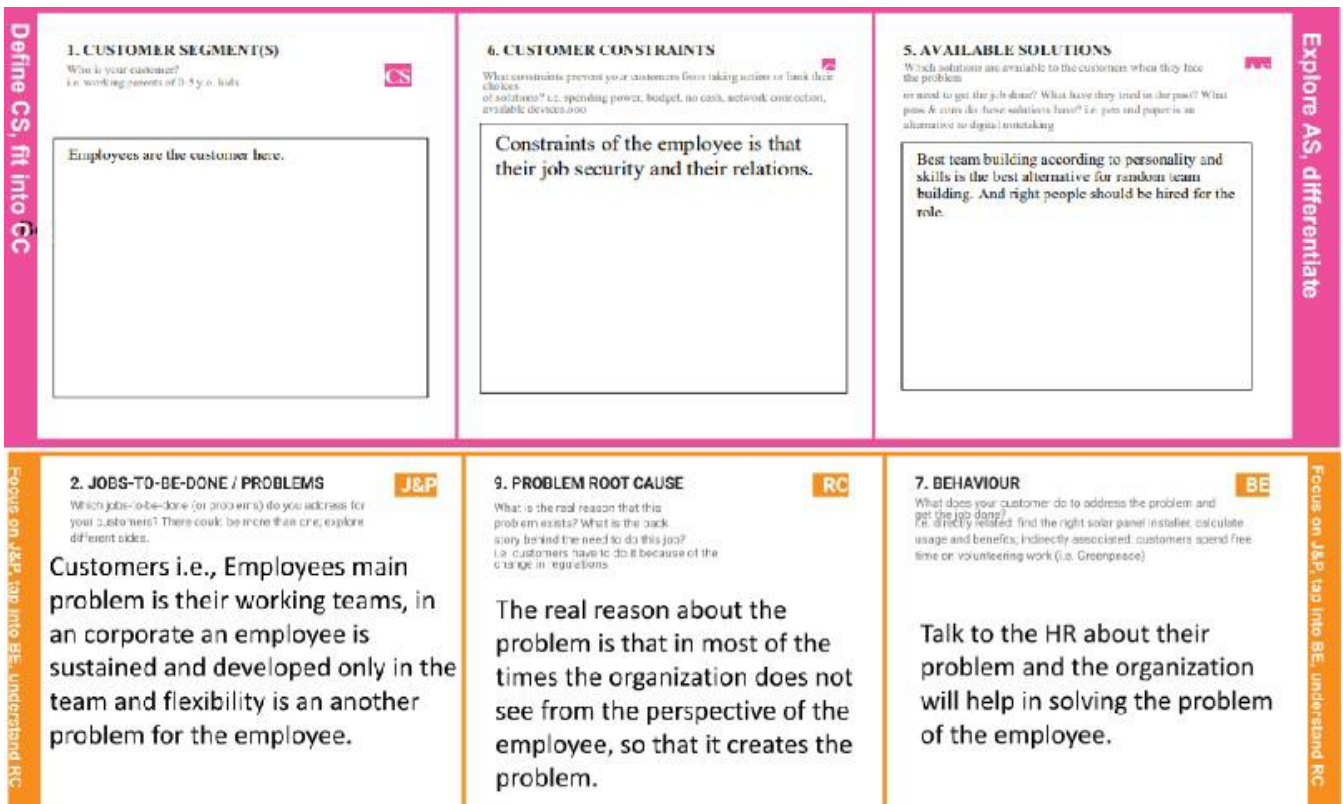 Define CS, fit into CC
1. CUSTOMER SEGMENT(S)
Who is your customer?
i.e. working parents of 0-5 y.o. kids
CS
Employees are the customer here.
6. CUSTOMER CONSTRAINTS
What constraints prevent your customers from taking action or limit their
choices
of solutions? i.e. spending power, budget, no cash, network connection,
available devices.ooo
Constraints of the employee is that
their job security and their relations.
5. AVAILABLE SOLUTIONS
Which solutions are available to the customers when they face
the problem
or need to get the job done? What have they tried in the past? What
pros & cons do these solutions have? i.e. pen and paper is an
alternative to digital notetaking
Best team building according to personality and
skills is the best alternative for random team
building. And right people should be hired for the
role.
Explore AS, differentiate
Focus on J&P, tap into BE, understand RC
2. JOBS-TO-BE-DONE / PROBLEMS
J&P
Which jobs-to-be-done (or problems) do you address for
your customers? There could be more than one; explore
different sides.
Customers i.e., Employees main
problem is their working teams, in
an corporate an employee is
sustained and developed only in the
team and flexibility is an another
problem for the employee.
9. PROBLEM ROOT CAUSE
RC
What is the real reason that this
problem exists? What is the back
story behind the need to do this job?
i.e. customers have to do it because of the
change in regulations
The real reason about the
problem is that in most of the
times the organization does not
see from the perspective of the
employee, so that it creates the
problem.
7. BEHAVIOUR
BE
What does your customer do to address the problem and
get the job done?
i.e. directly related: find the right solar panel installer, calculate
usage and benefits; indirectly associated: customers spend free
time on volunteering work (i.e. Greenpeace)
Talk to the HR about their
problem and the organization
will help in solving the problem
of the employee.
Focus on J&P, tap into BE, understand RC